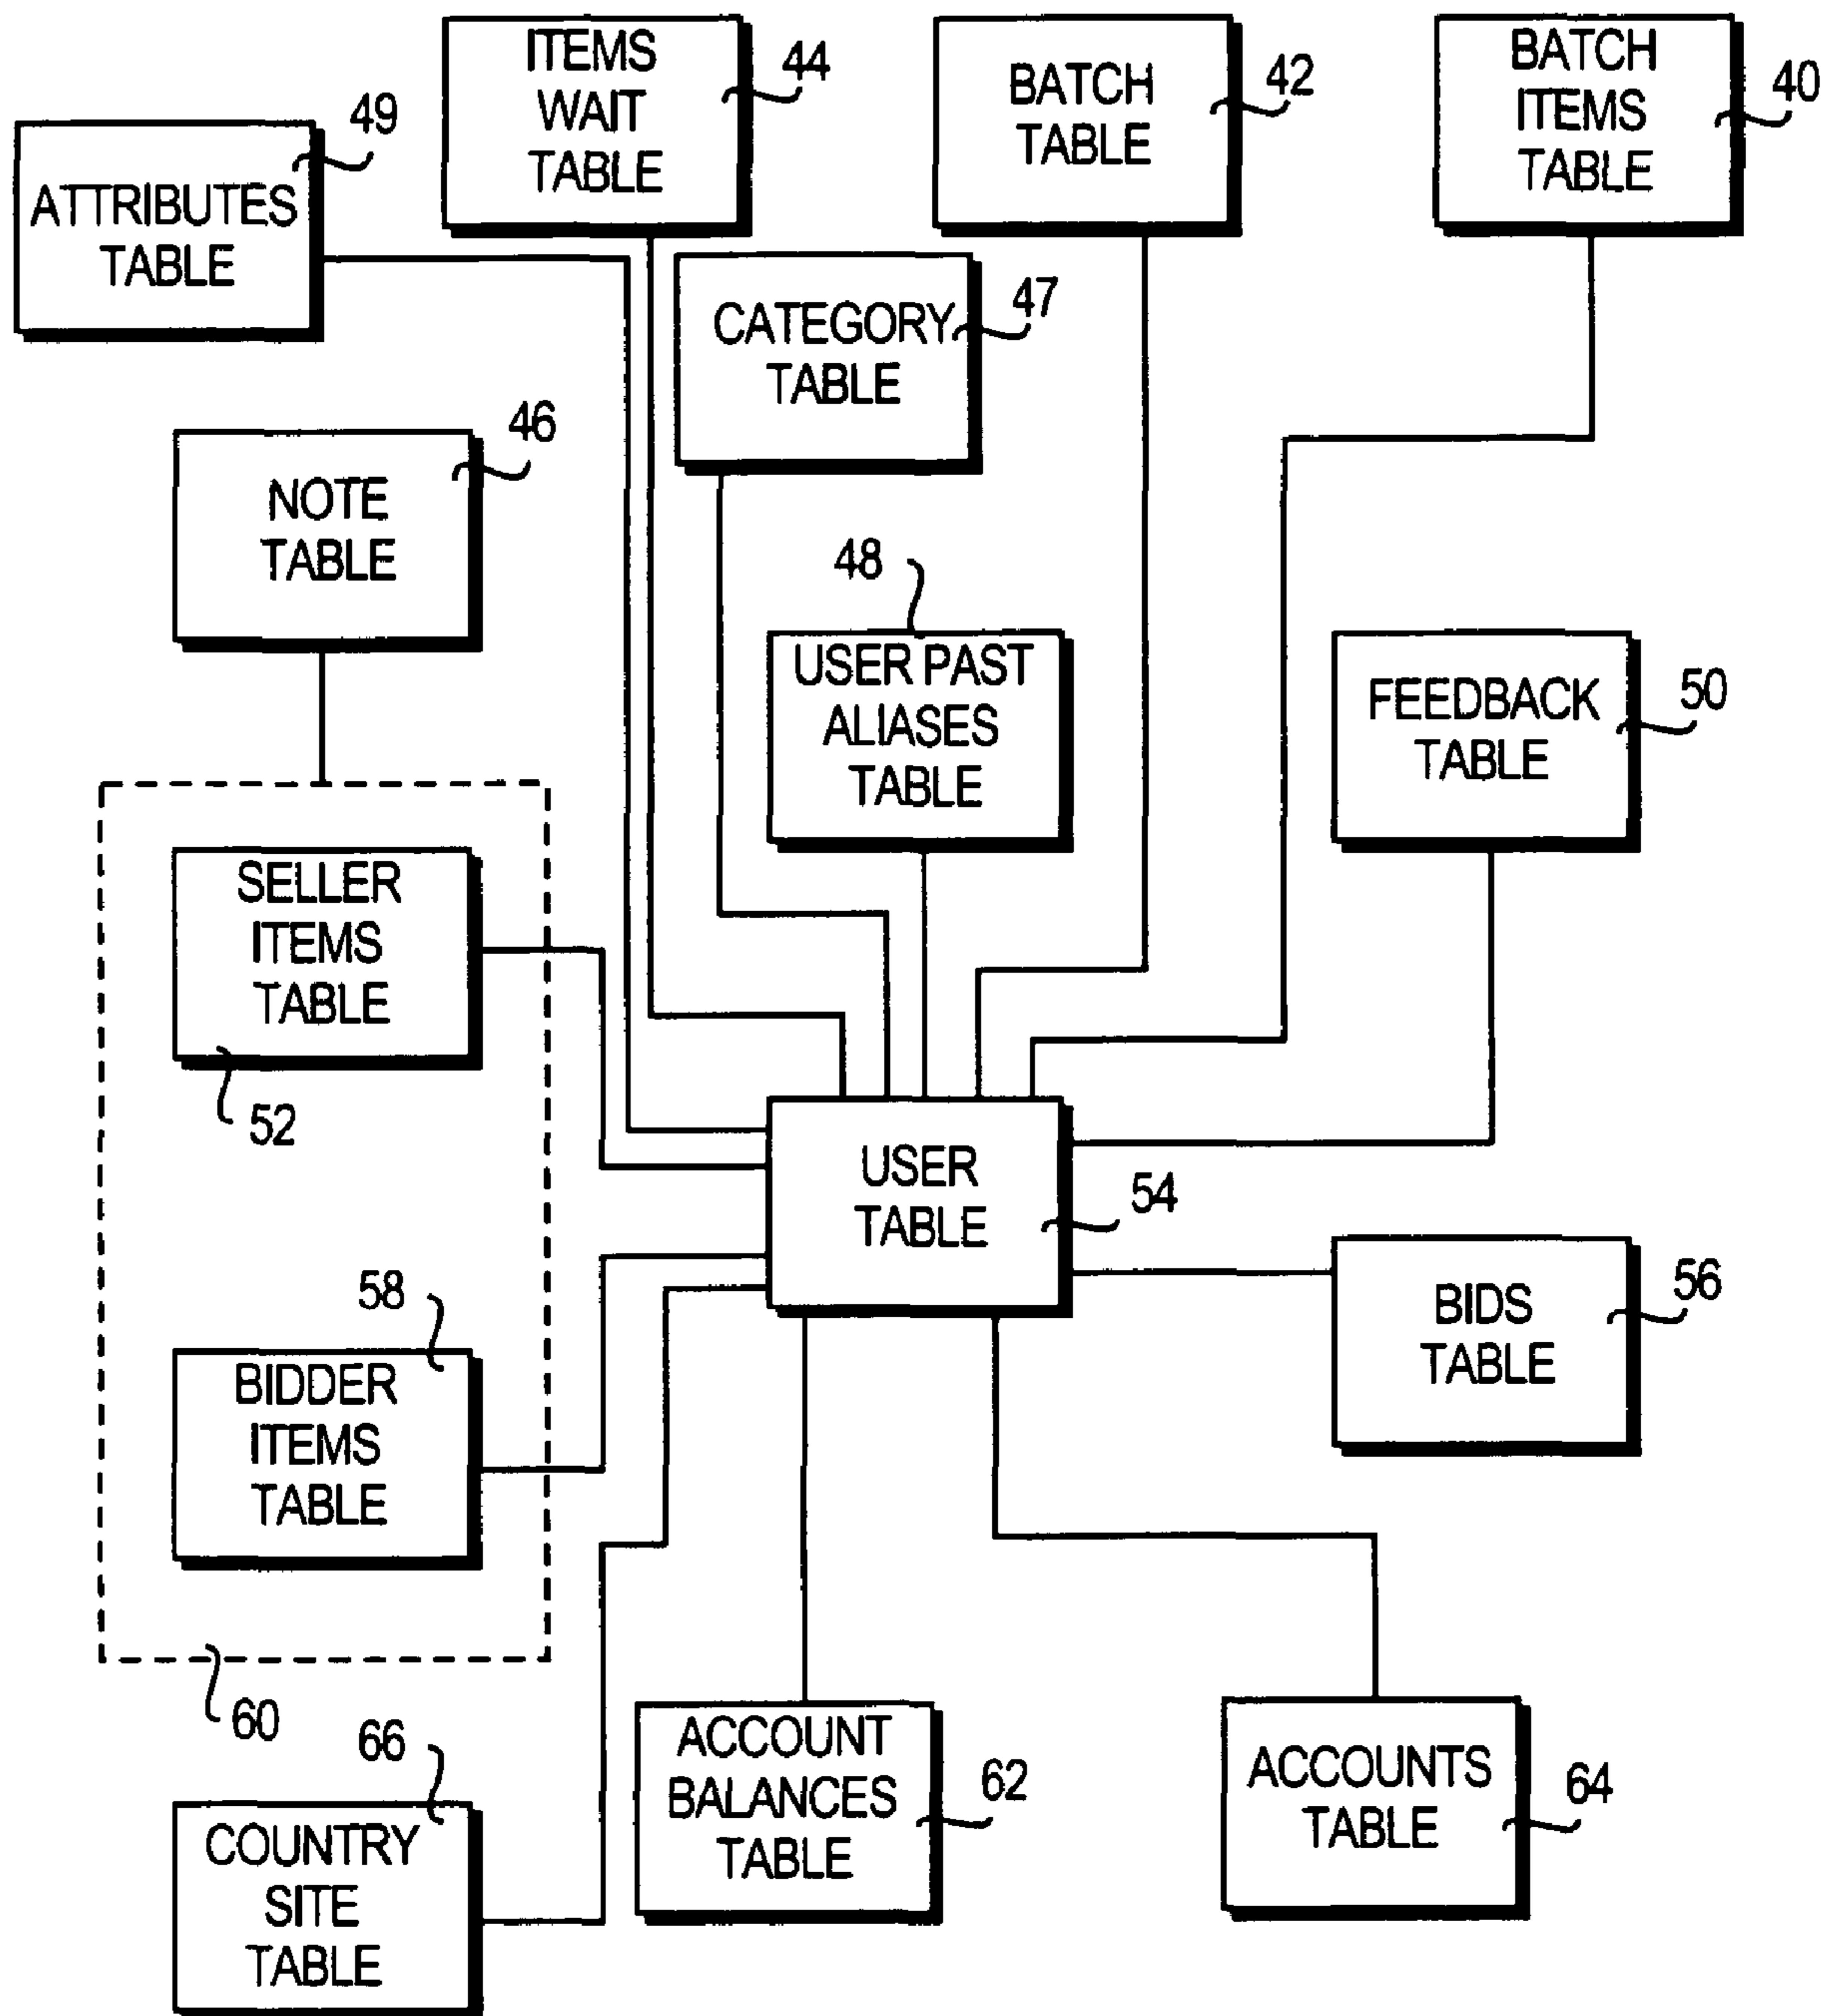 ITEMS
WAIT
TABLE
44
BATCH
TABLE
42
BATCH
ITEMS
TABLE
40
ATTRIBUTES
TABLE
49
CATEGORY
TABLE
47
NOTE
TABLE
46
48
USER PAST
ALIASES
TABLE
FEEDBACK
TABLE
50
SELLER
ITEMS
TABLE
52
USER
TABLE
54
BIDS
TABLE
56
58
BIDDER
ITEMS
TABLE
60
66
COUNTRY
SITE
TABLE
ACCOUNT
BALANCES
TABLE
62
ACCOUNTS
TABLE
64